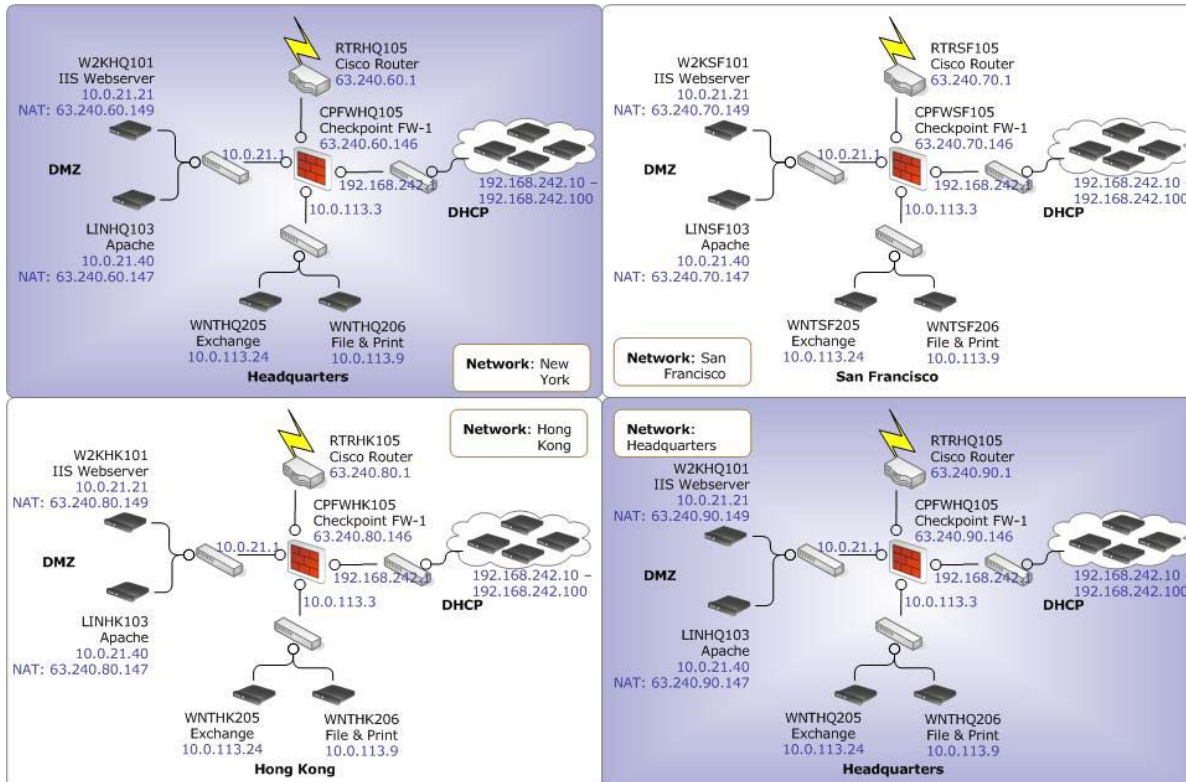 W2KHQ101
IIS Webserver
10.0.21.21
NAT: 63.240.60.149
RTRHQ105
Cisco Router
63.240.60.1
CPFWHQ105
Checkpoint FW-1
63.240.60.146
DMZ
10.0.21.1
192.168.242.1
192.168.242.10 –
192.168.242.100
DHCP
10.0.113.3
LINHQ103
Apache
10.0.21.40
NAT: 63.240.60.147
WNTHQ205
Exchange
10.0.113.24
WNTHQ206
File & Print
10.0.113.9
Headquarters
Network: New
York
W2KSF101
IIS Webserver
10.0.21.21
NAT: 63.240.70.149
RTRSF105
Cisco Router
63.240.70.1
CPFWSF105
Checkpoint FW-1
63.240.70.146
DMZ
10.0.21.1
192.168.242.1
192.168.242.10 –
192.168.242.100
DHCP
10.0.113.3
LINSF103
Apache
10.0.21.40
NAT: 63.240.70.147
WNTSF205
Exchange
10.0.113.24
WNTSF206
File & Print
10.0.113.9
Network: San
Francisco
San Francisco
Network: Hong
Kong
W2KHK101
IIS Webserver
10.0.21.21
NAT: 63.240.80.149
RTRHK105
Cisco Router
63.240.80.1
CPFWHK105
Checkpoint FW-1
63.240.80.146
DMZ
10.0.21.1
192.168.242.1
192.168.242.10 –
192.168.242.100
DHCP
10.0.113.3
LINHK103
Apache
10.0.21.40
NAT: 63.240.80.147
WNTHK205
Exchange
10.0.113.24
WNTHK206
File & Print
10.0.113.9
Hong Kong
Network:
Headquarters
W2KHQ101
IIS Webserver
10.0.21.21
NAT: 63.240.90.149
RTRHQ105
Cisco Router
63.240.90.1
CPFWHQ105
Checkpoint FW-1
63.240.90.146
DMZ
10.0.21.1
192.168.242.1
192.168.242.10 –
192.168.242.100
DHCP
10.0.113.3
LINHQ103
Apache
10.0.21.40
NAT: 63.240.90.147
WNTHQ205
Exchange
10.0.113.24
WNTHQ206
File & Print
10.0.113.9
Headquarters